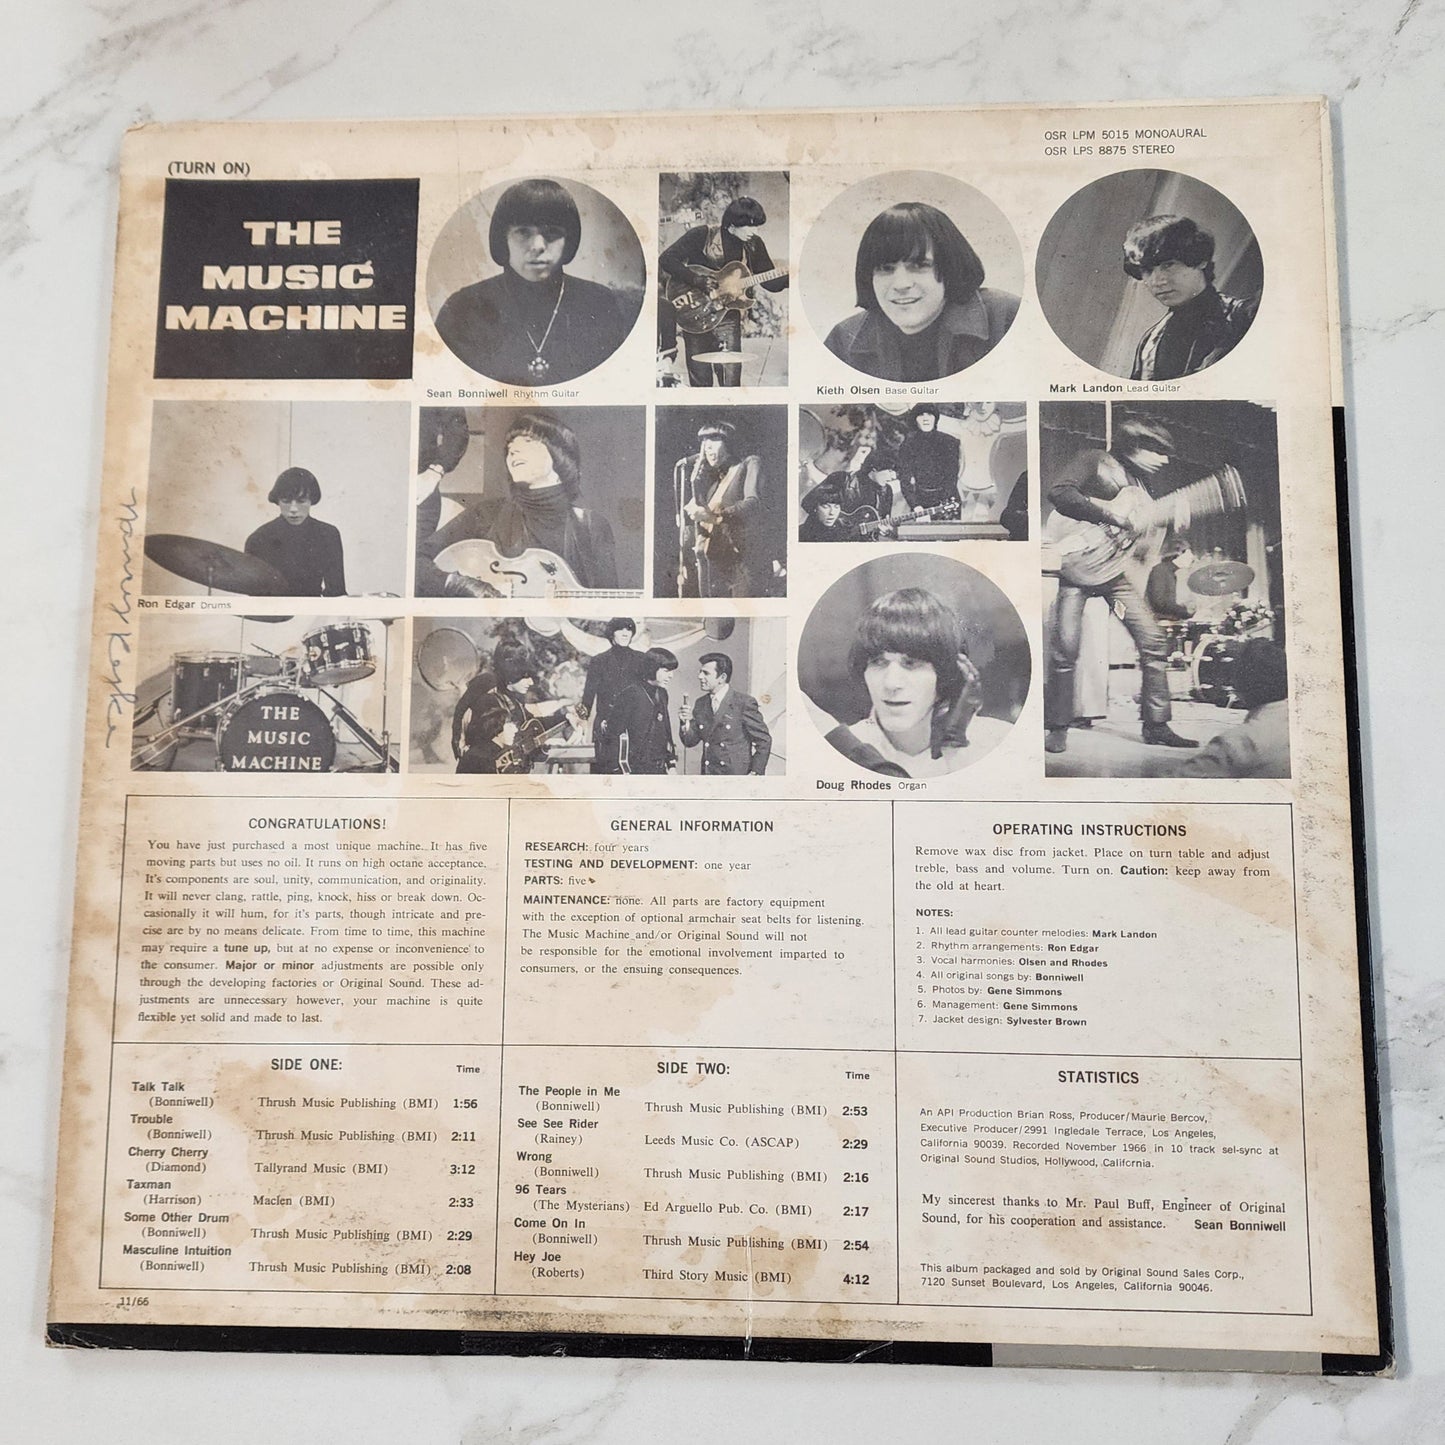 OSR LPM 5015 MONOAURAL
OSR LPS 8875 STEREO
(TURN ON)
THE
MUSIC
MACHINE
Sean Bonniwell Rhythm Guitar
Kieth Olsen Base Guitar
Mark Landon Lead Guitar
Ron Edgar Drums
THE
MUSIC
MACHINE
Doug Rhodes Organ
CONGRATULATIONS!
You have just purchased a most unique machine. It has five
moving parts but uses no oil. It runs on high octane acceptance.
It's components are soul, unity, communication, and originality.
It will never clang, rattle, ping, knock, hiss or break down. Oc-
casionally it will hum, for it's parts, though intricate and pre-
cise are by no means delicate. From time to time, this machine
may require a tune up, but at no expense or inconvenience to
the consumer. Major or minor adjustments are possible only
through the developing factories or Original Sound. These ad-
justments are unnecessary however, your machine is quite
flexible yet solid and made to last.
GENERAL INFORMATION
RESEARCH: four years
TESTING AND DEVELOPMENT: one year
PARTS: five
MAINTENANCE: none. All parts are factory equipment
with the exception of optional armchair seat belts for listening.
The Music Machine and/or Original Sound will not
be responsible for the emotional involvement imparted to
consumers, or the ensuing consequences.
OPERATING INSTRUCTIONS
Remove wax disc from jacket. Place on turn table and adjust
treble, bass and volume. Turn on. Caution: keep away from
the old at heart.
NOTES:
1. All lead guitar counter melodies: Mark Landon
2. Rhythm arrangements: Ron Edgar
3. Vocal harmonies: Olsen and Rhodes
4. All original songs by: Bonniwell
5. Photos by: Gene Simmons
6. Management: Gene Simmons
7. Jacket design: Sylvester Brown
SIDE ONE: Time
Talk Talk
(Bonniwell) Thrush Music Publishing (BMI) 1:56
Trouble
(Bonniwell) Thrush Music Publishing (BMI) 2:11
Cherry Cherry
(Diamond) Tallyrand Music (BMI) 3:12
Taxman
(Harrison) Maclen (BMI) 2:33
Some Other Drum
(Bonniwell) Thrush Music Publishing (BMI) 2:29
Masculine Intuition
(Bonniwell) Thrush Music Publishing (BMI) 2:08
SIDE TWO: Time
The People in Me
(Bonniwell) Thrush Music Publishing (BMI) 2:53
See See Rider
(Rainey) Leeds Music Co. (ASCAP) 2:29
Wrong
(Bonniwell) Thrush Music Publishing (BMI) 2:16
96 Tears
(The Mysterians) Ed Arguello Pub. Co. (BMI) 2:17
Come On In
(Bonniwell) Thrush Music Publishing (BMI) 2:54
Hey Joe
(Roberts) Third Story Music (BMI) 4:12
STATISTICS
An API Production Brian Ross, Producer/Maurie Bercov,
Executive Producer/2991 Ingledale Terrace, Los Angeles,
California 90039. Recorded November 1966 in 10 track sel-sync at
Original Sound Studios, Hollywood, California.
My sincerest thanks to Mr. Paul Buff, Engineer of Original
Sound, for his cooperation and assistance. Sean Bonniwell
This album packaged and sold by Original Sound Sales Corp.,
7120 Sunset Boulevard, Los Angeles, California 90046.
11/66